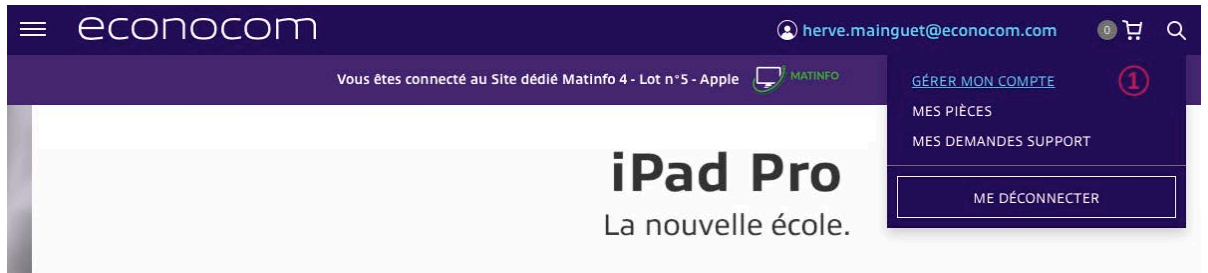 econocom
herve.mainguet@econocom.com 0
Vous êtes connecté au Site dédié Matinfo 4 - Lot n°5 - Apple MATINFO
GÉRER MON COMPTE 1
MES PIÈCES
MES DEMANDES SUPPORT
ME DÉCONNECTER
iPad Pro
La nouvelle école.